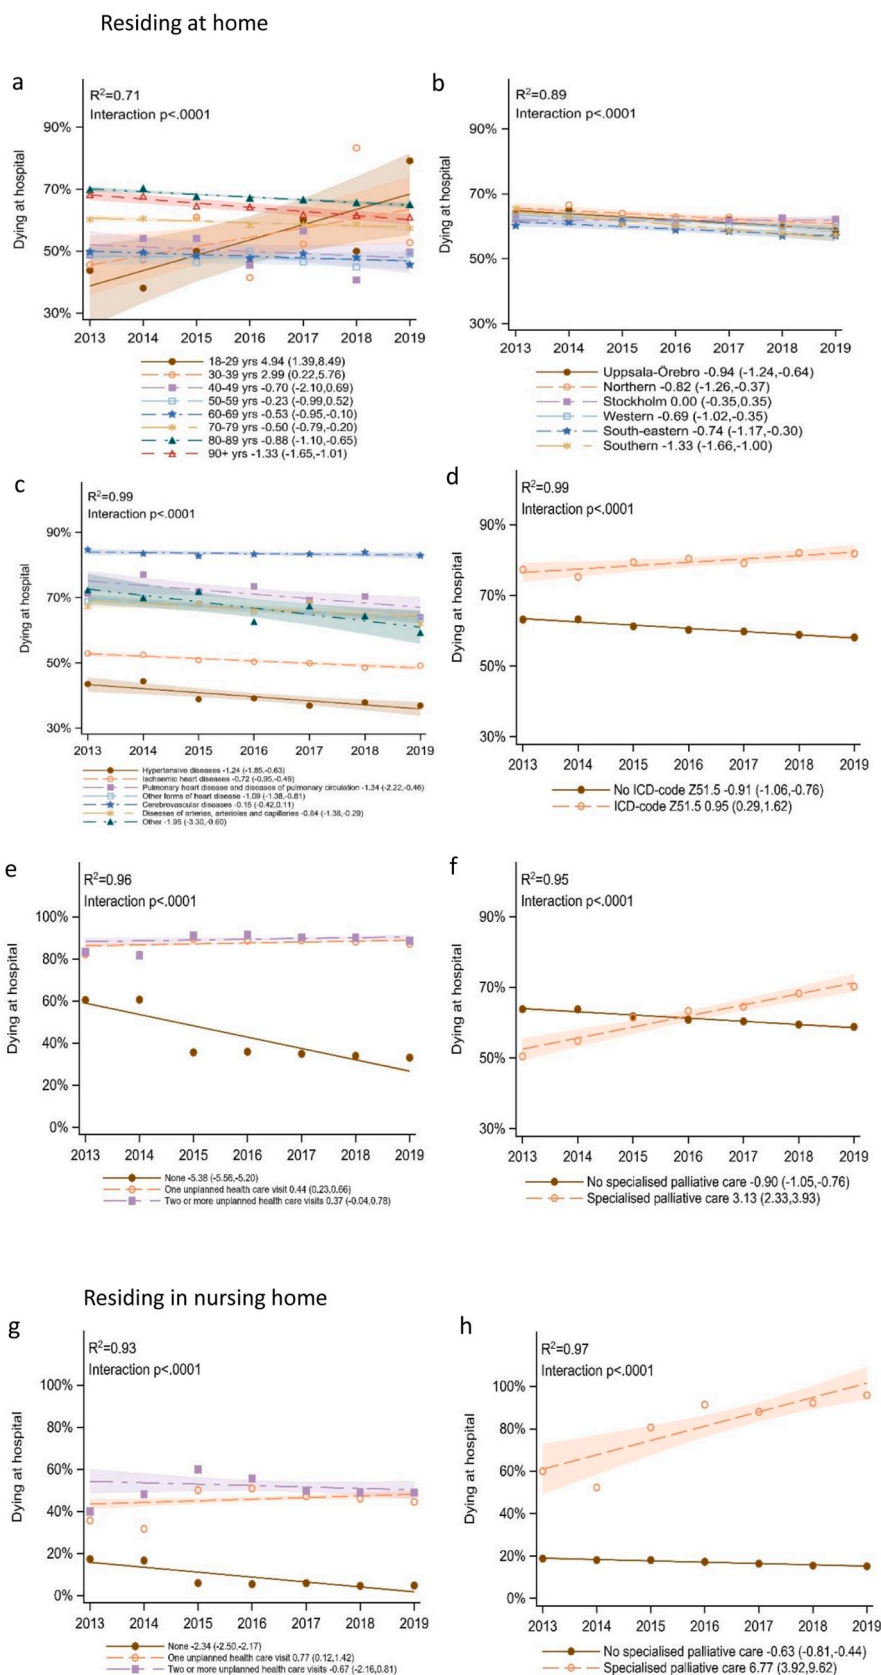 Residing at home
a
R²=0.71
Interaction p<.0001
Dying at hospital
90%
70%
50%
30%
2013 2014 2015 2016 2017 2018 2019
18-29 yrs 4.94 (1.39,8.49)
30-39 yrs 2.99 (0.22,5.76)
40-49 yrs -0.70 (-2.10,0.69)
50-59 yrs -0.23 (-0.99,0.52)
60-69 yrs -0.53 (-0.95,-0.10)
70-79 yrs -0.50 (-0.79,-0.20)
80-89 yrs -0.88 (-1.10,-0.65)
90+ yrs -1.33 (-1.65,-1.01)
b
R²=0.89
Interaction p<.0001
Dying at hospital
90%
70%
50%
30%
2013 2014 2015 2016 2017 2018 2019
Uppsala-Örebro -0.94 (-1.24,-0.64)
Northern -0.82 (-1.26,-0.37)
Stockholm 0.00 (-0.35,0.35)
Western -0.69 (-1.02,-0.35)
South-eastern -0.74 (-1.17,-0.30)
Southern -1.33 (-1.66,-1.00)
c
R²=0.99
Interaction p<.0001
Dying at hospital
90%
70%
50%
30%
2013 2014 2015 2016 2017 2018 2019
Hypertensive diseases -1.24 (-1.85,-0.63)
Ischaemic heart diseases -0.72 (-0.95,-0.49)
Pulmonary heart disease and diseases of pulmonary circulation -1.34 (-2.22,-0.46)
Other forms of heart disease -1.09 (-1.38,-0.81)
Cerebrovascular diseases -0.15 (-0.42,0.11)
Diseases of arteries, arterioles and capillaries -0.84 (-1.38,-0.29)
Other -1.95 (-3.30,-0.60)
d
R²=0.99
Interaction p<.0001
Dying at hospital
90%
70%
50%
30%
2013 2014 2015 2016 2017 2018 2019
No ICD-code Z51.5 -0.91 (-1.06,-0.76)
ICD-code Z51.5 0.95 (0.29,1.62)
e
R²=0.96
Interaction p<.0001
Dying at hospital
100%
80%
60%
40%
20%
0%
2013 2014 2015 2016 2017 2018 2019
None -5.38 (-5.56,-5.20)
One unplanned health care visit 0.44 (0.23,0.66)
Two or more unplanned health care visits 0.37 (-0.04,0.78)
f
R²=0.95
Interaction p<.0001
Dying at hospital
90%
70%
50%
30%
2013 2014 2015 2016 2017 2018 2019
No specialised palliative care -0.90 (-1.05,-0.76)
Specialised palliative care 3.13 (2.33,3.93)
Residing in nursing home
g
R²=0.93
Interaction p<.0001
Dying at hospital
100%
80%
60%
40%
20%
0%
2013 2014 2015 2016 2017 2018 2019
None -2.34 (-2.50,-2.17)
One unplanned health care visit 0.77 (0.12,1.42)
Two or more unplanned health care visits -0.67 (-2.16,0.81)
h
R²=0.97
Interaction p<.0001
Dying at hospital
100%
80%
60%
40%
20%
0%
2013 2014 2015 2016 2017 2018 2019
No specialised palliative care -0.63 (-0.81,-0.44)
Specialised palliative care 6.77 (3.92,9.62)